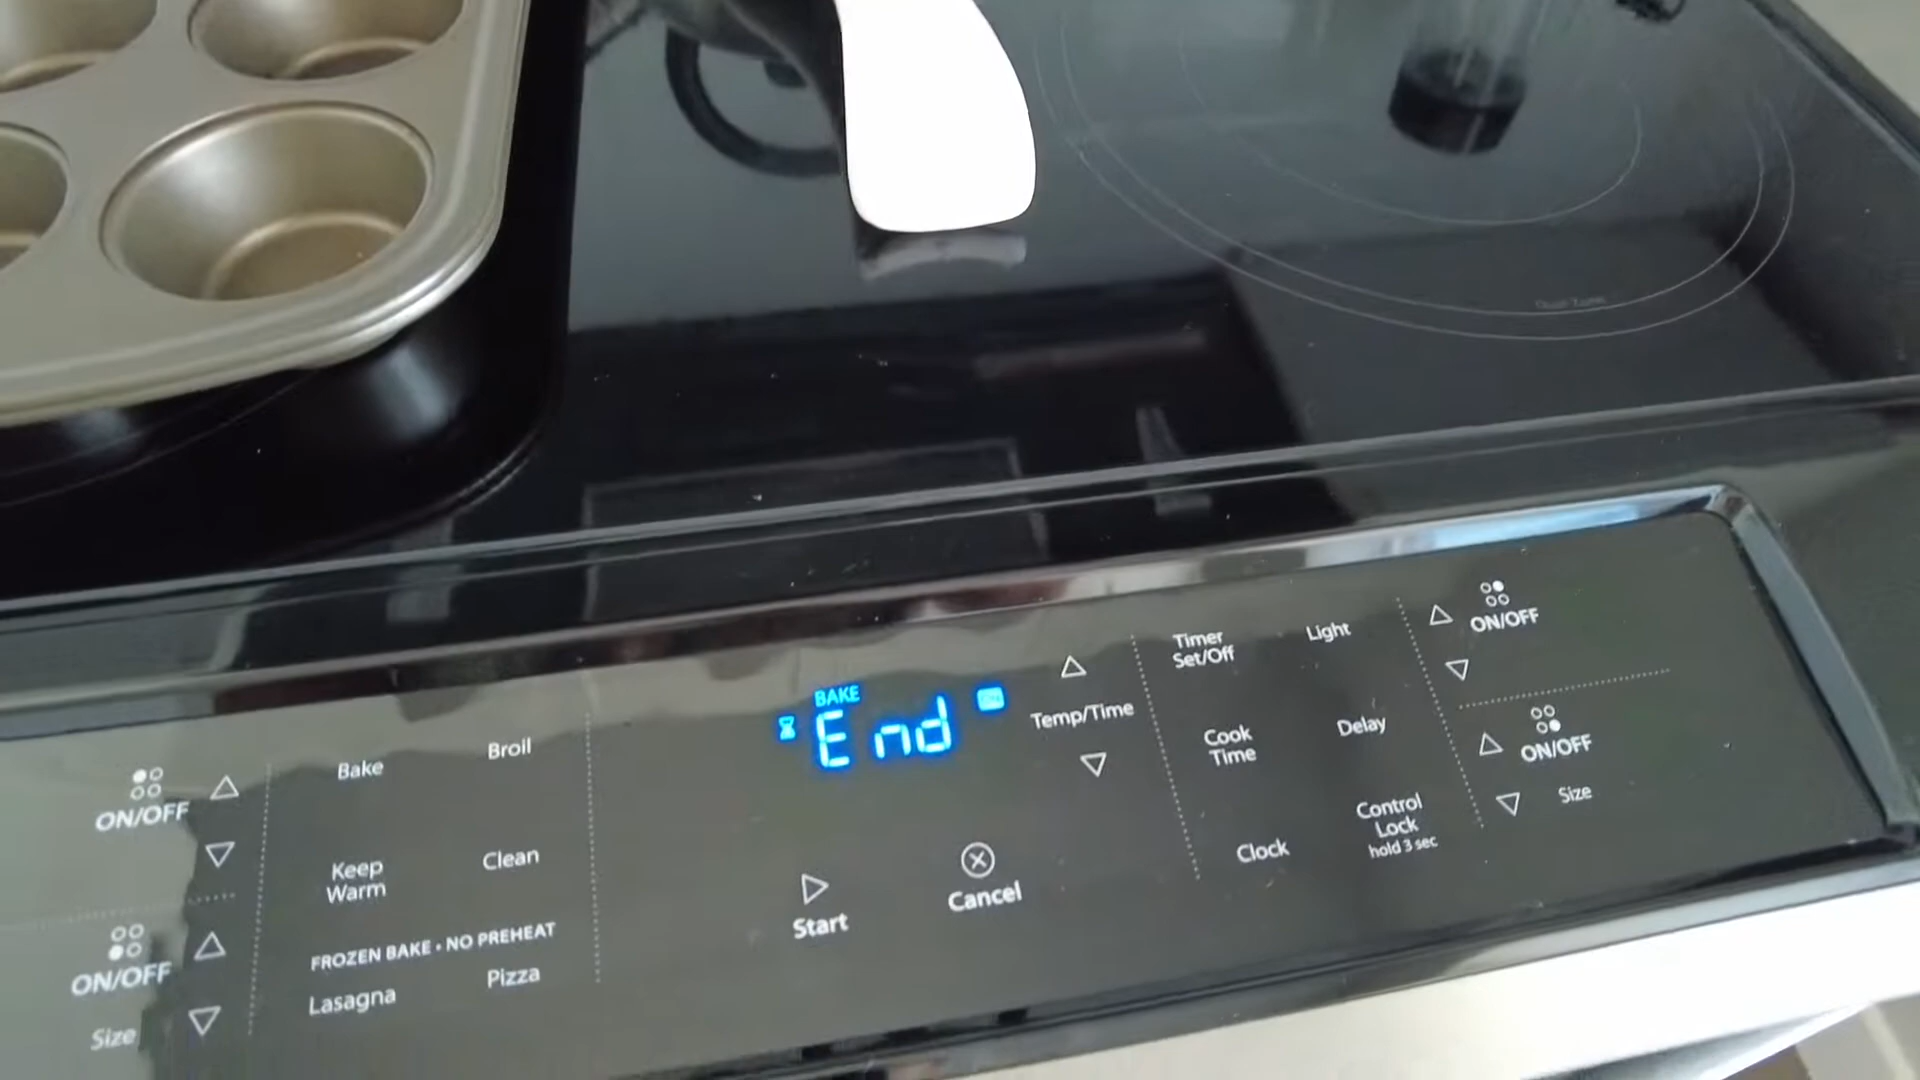 Dual Zone
BAKE
End
Temp/Time
Timer
Set/Off
Light
ON/OFF
Cook
Time
Delay
ON/OFF
Size
Clock
Control
Lock
hold 3 sec
ON/OFF
Bake
Broil
Keep
Warm
Clean
ON/OFF
Size
FROZEN BAKE • NO PREHEAT
Lasagna
Pizza
Start
Cancel